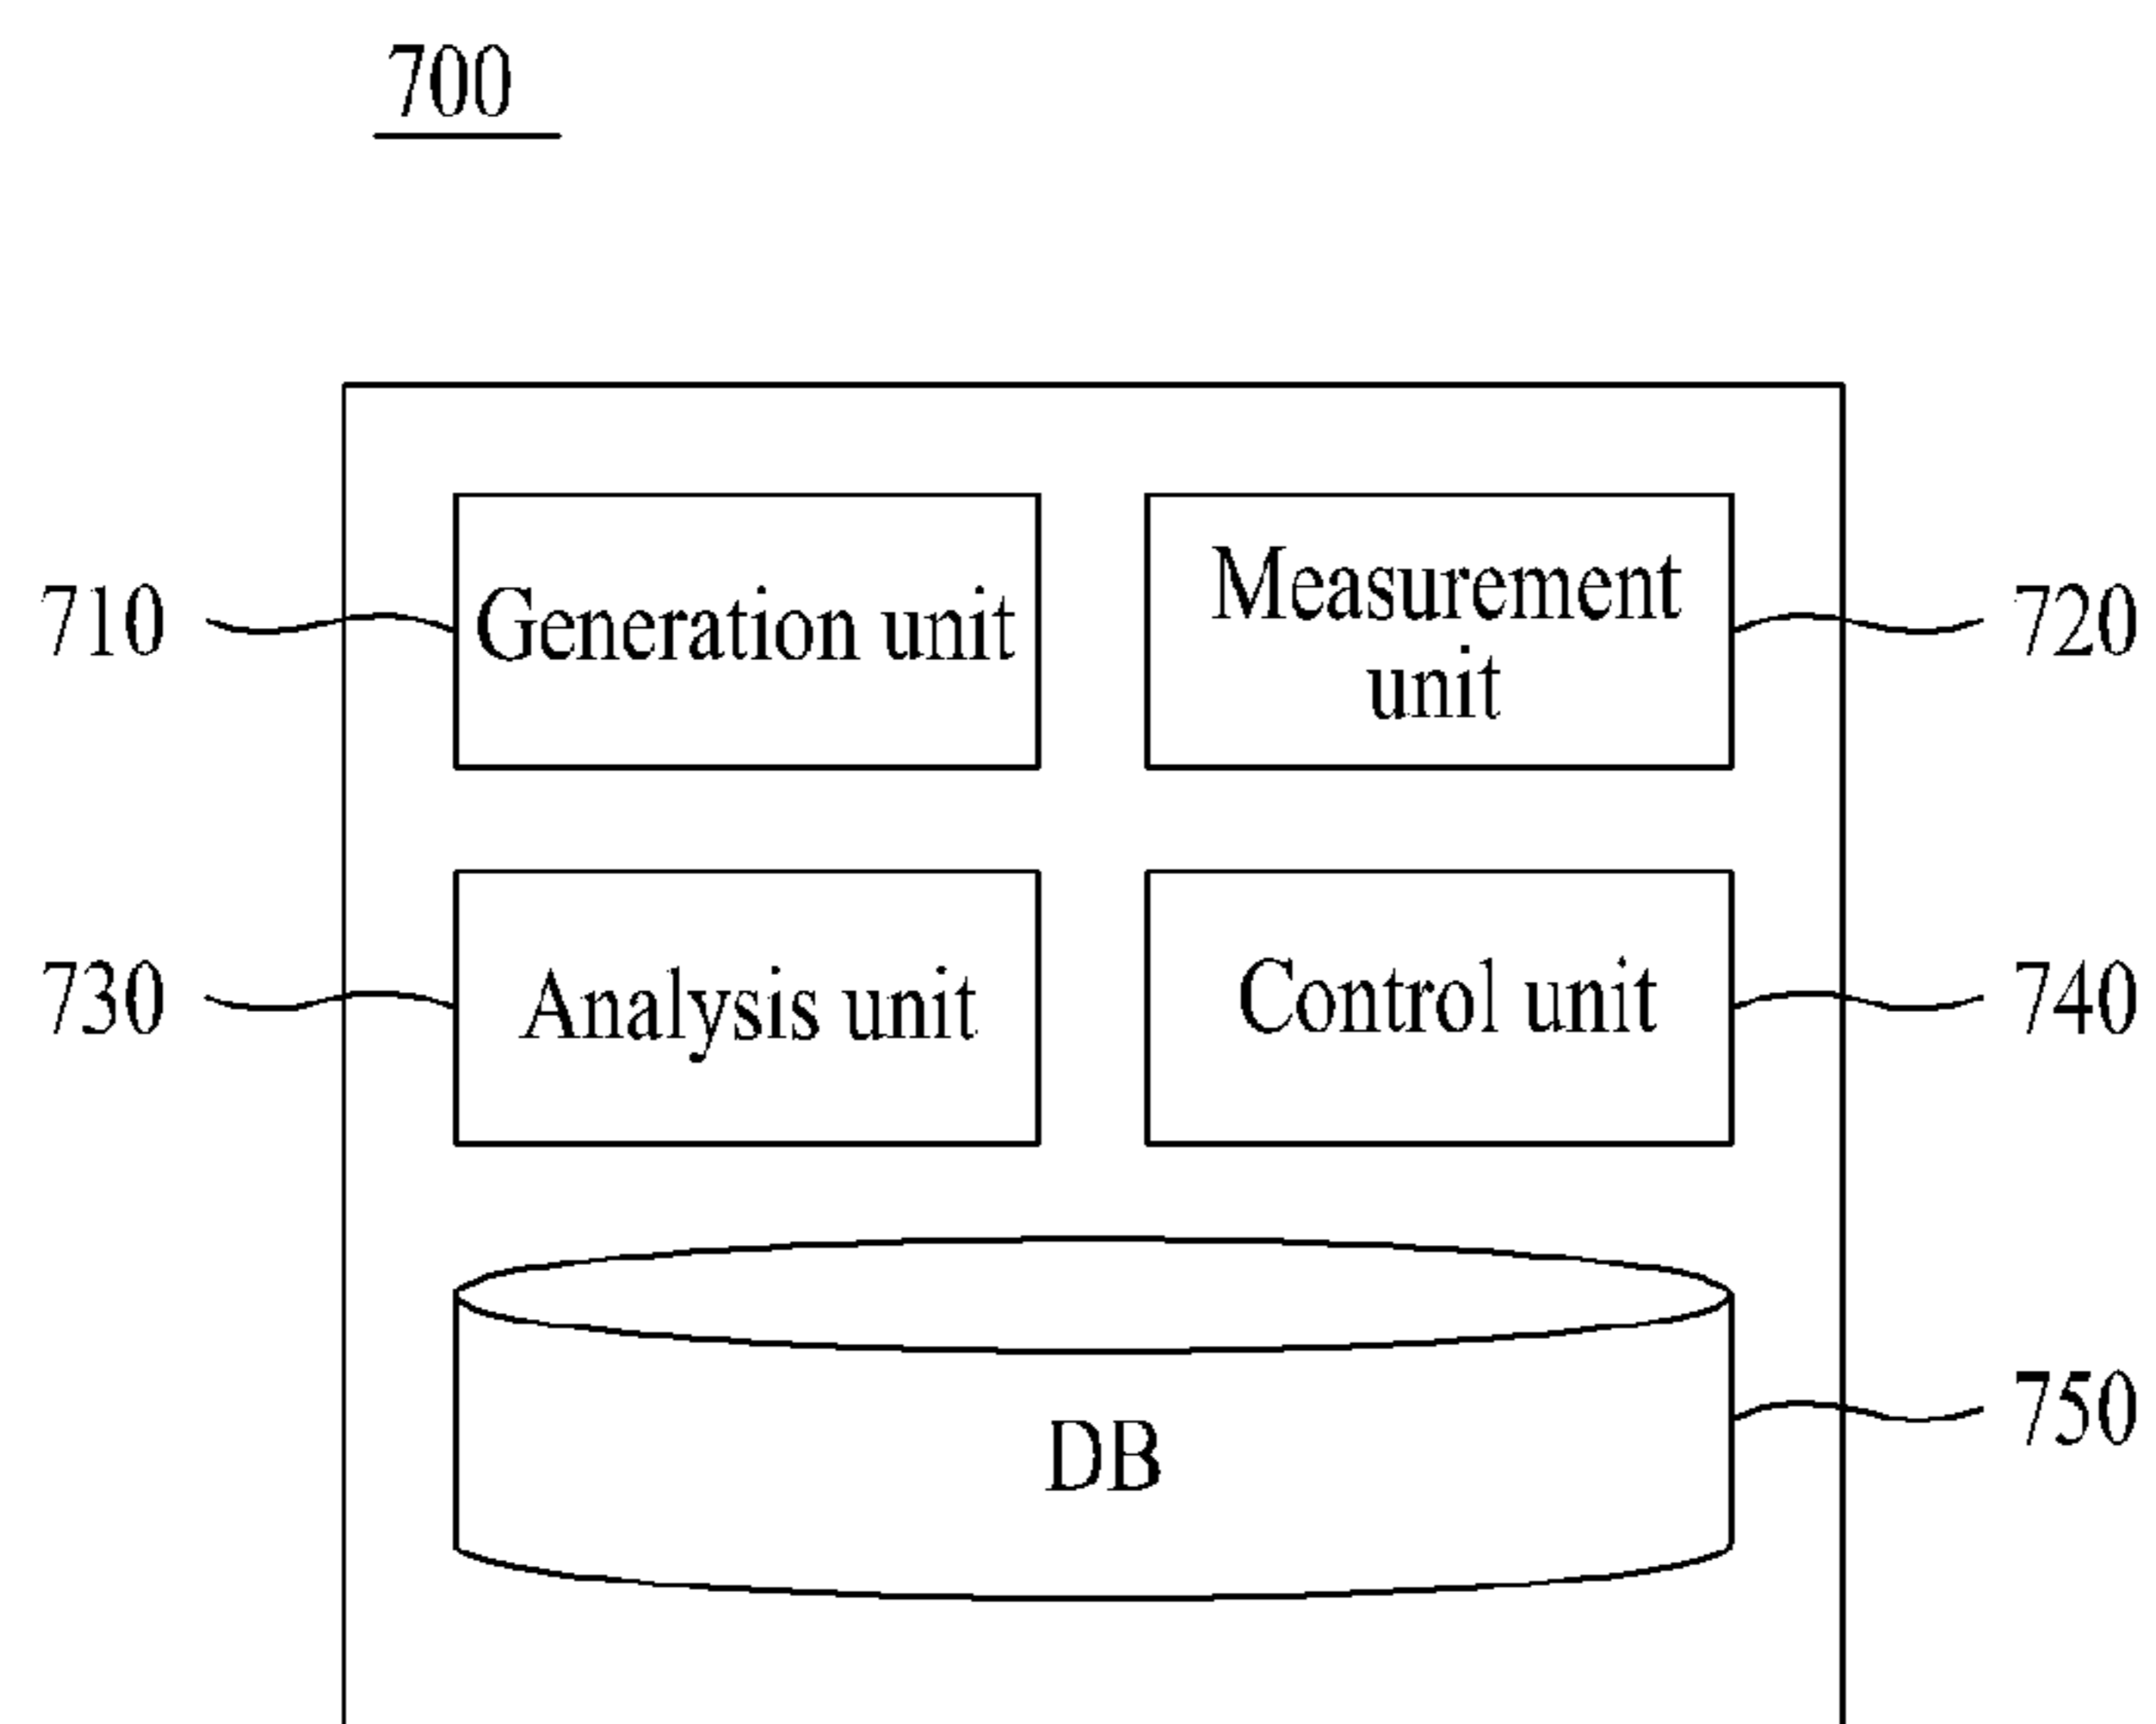 700
710
Generation unit
Measurement
unit
720
730
Analysis unit
Control unit
740
DB
750